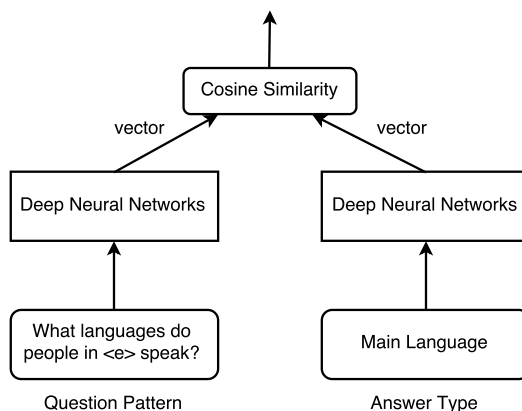 Cosine Similarity
vector
vector
Deep Neural Networks
Deep Neural Networks
What languages do
people in <e> speak?
Main Language
Question Pattern
Answer Type